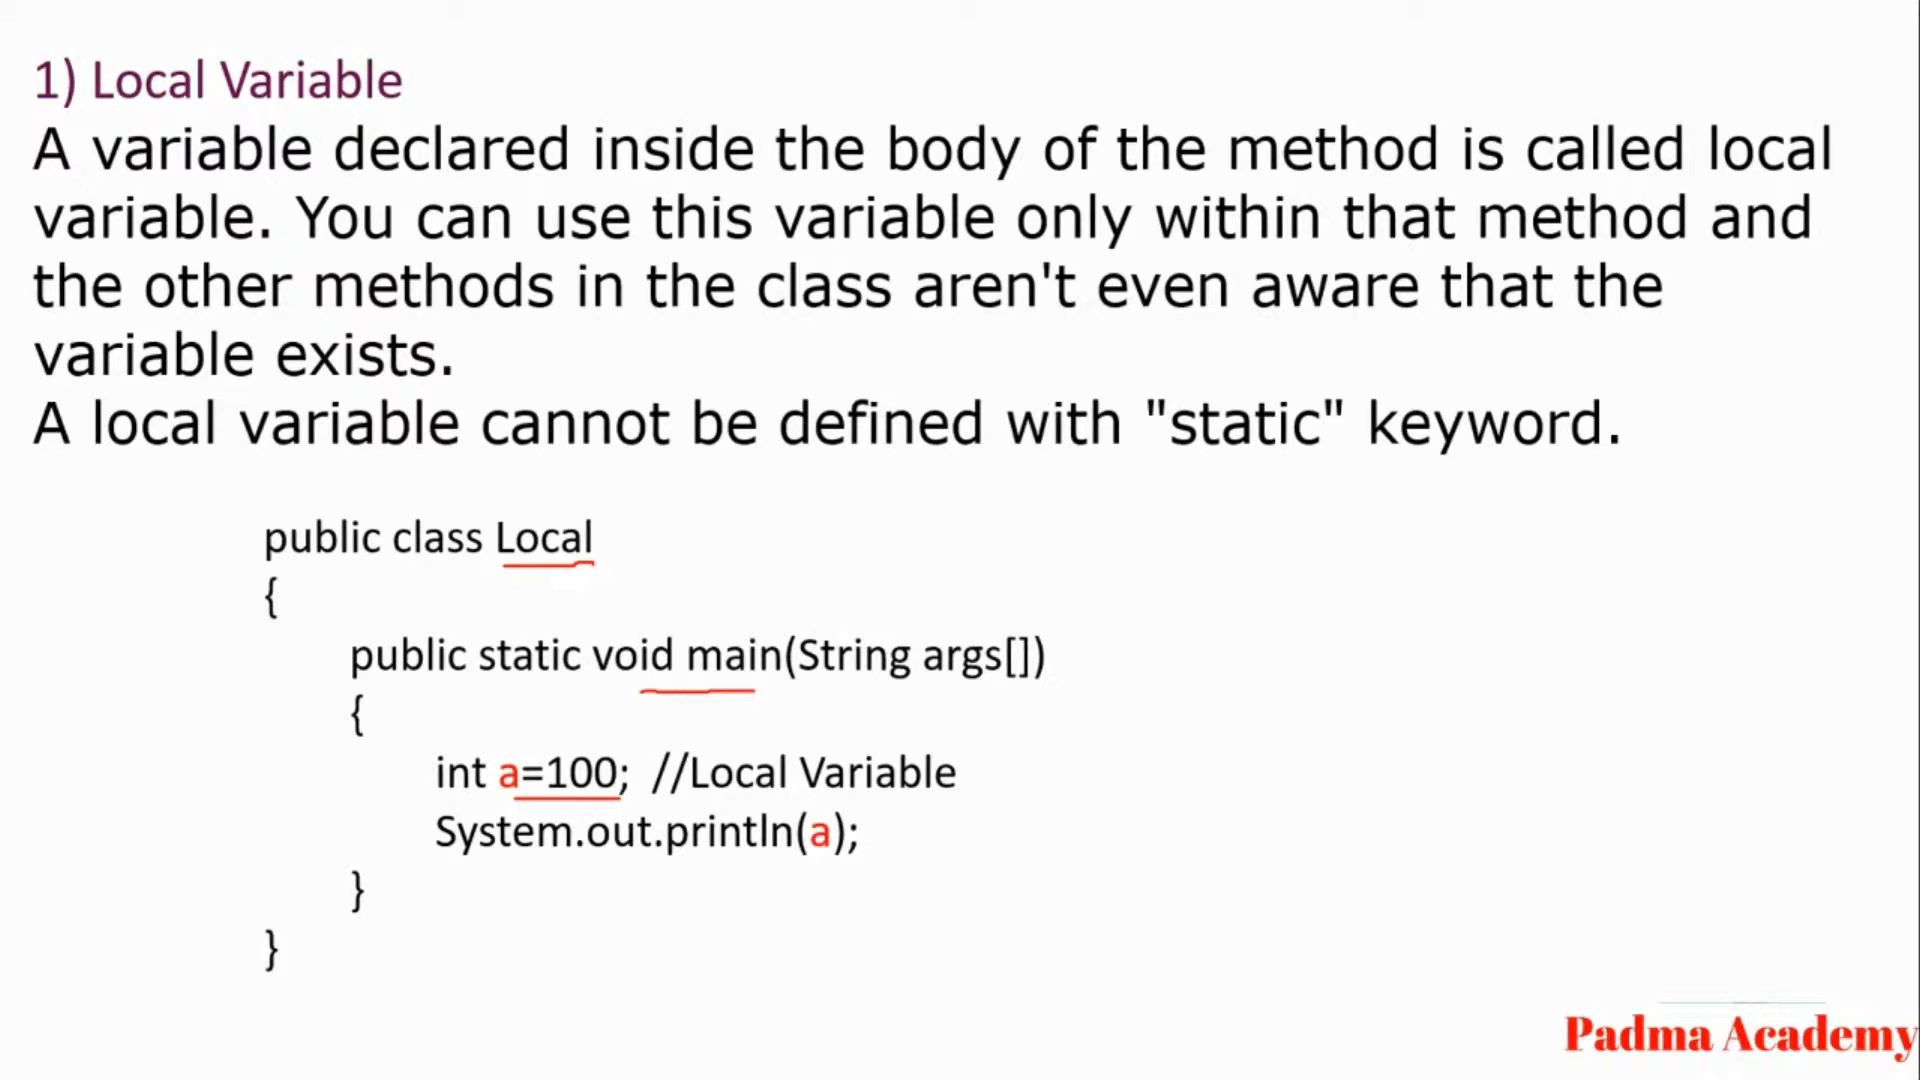 1) Local Variable
A variable declared inside the body of the method is called local
variable. You can use this variable only within that method and
the other methods in the class aren't even aware that the
variable exists.
A local variable cannot be defined with "static" keyword.
public class Local
{
public static void main(String args[])
{
int a=100; //Local Variable
System.out.println(a);
}
}
Padma Academy